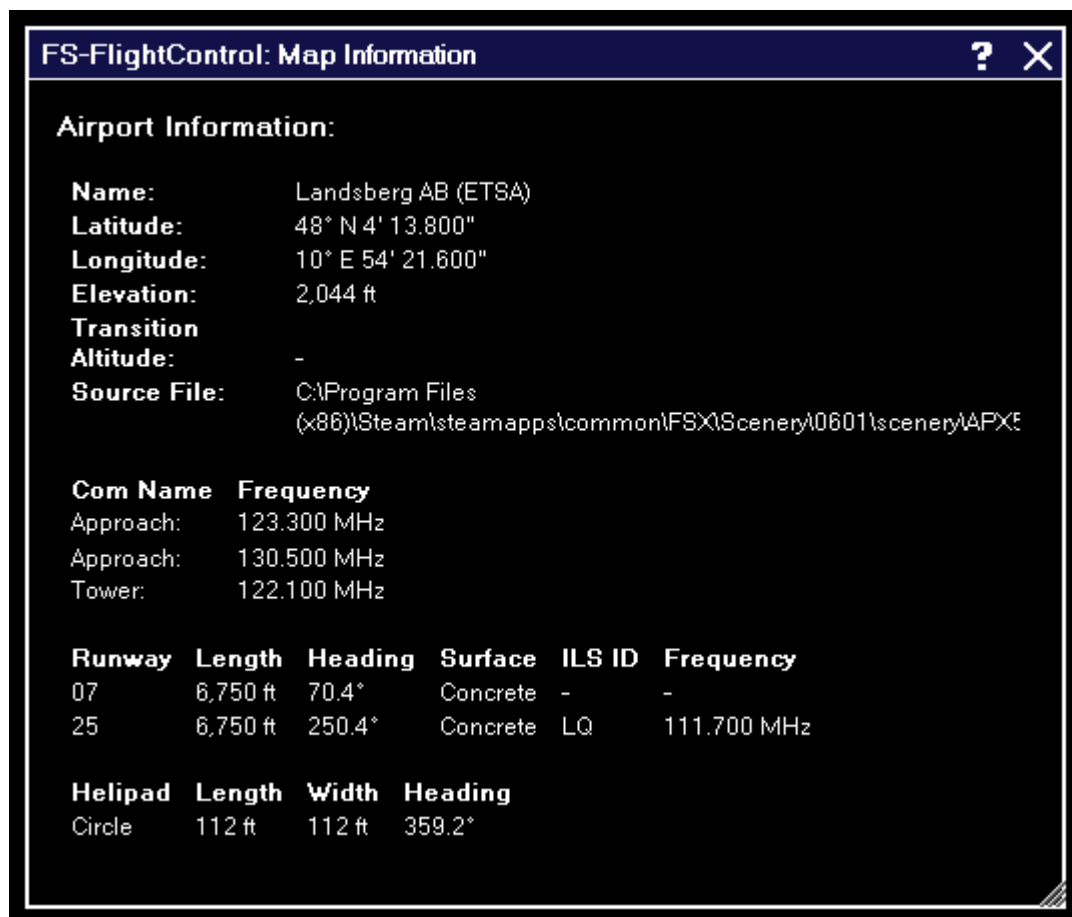 FS-FlightControl: Map Information ? X
Airport Information:
Name: Landsberg AB (ETSA)
Latitude: 48° N 4' 13.800"
Longitude: 10° E 54' 21.600"
Elevation: 2,044 ft
Transition
Altitude: -
Source File: C:\Program Files
(x86)\Steam\steamapps\common\FSX\Scenery\0601\scenery\APX5
Com Name Frequency
Approach: 123.300 MHz
Approach: 130.500 MHz
Tower: 122.100 MHz
Runway Length Heading Surface ILS ID Frequency
07 6,750 ft 70.4° Concrete - -
25 6,750 ft 250.4° Concrete LQ 111.700 MHz
Helipad Length Width Heading
Circle 112 ft 112 ft 359.2°